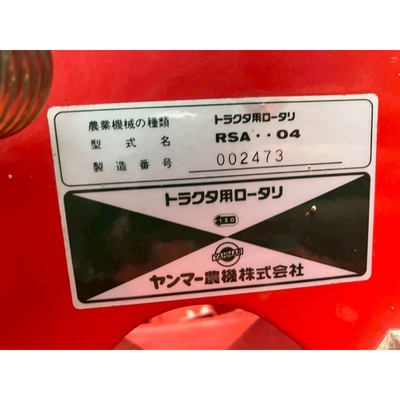 農業機械の種類 トラクタ用ロータリ
型式名 RSA・・04
製造番号 002473
トラクタ用ロータリ
ISO
YANMAR
ヤンマー農機株式会社